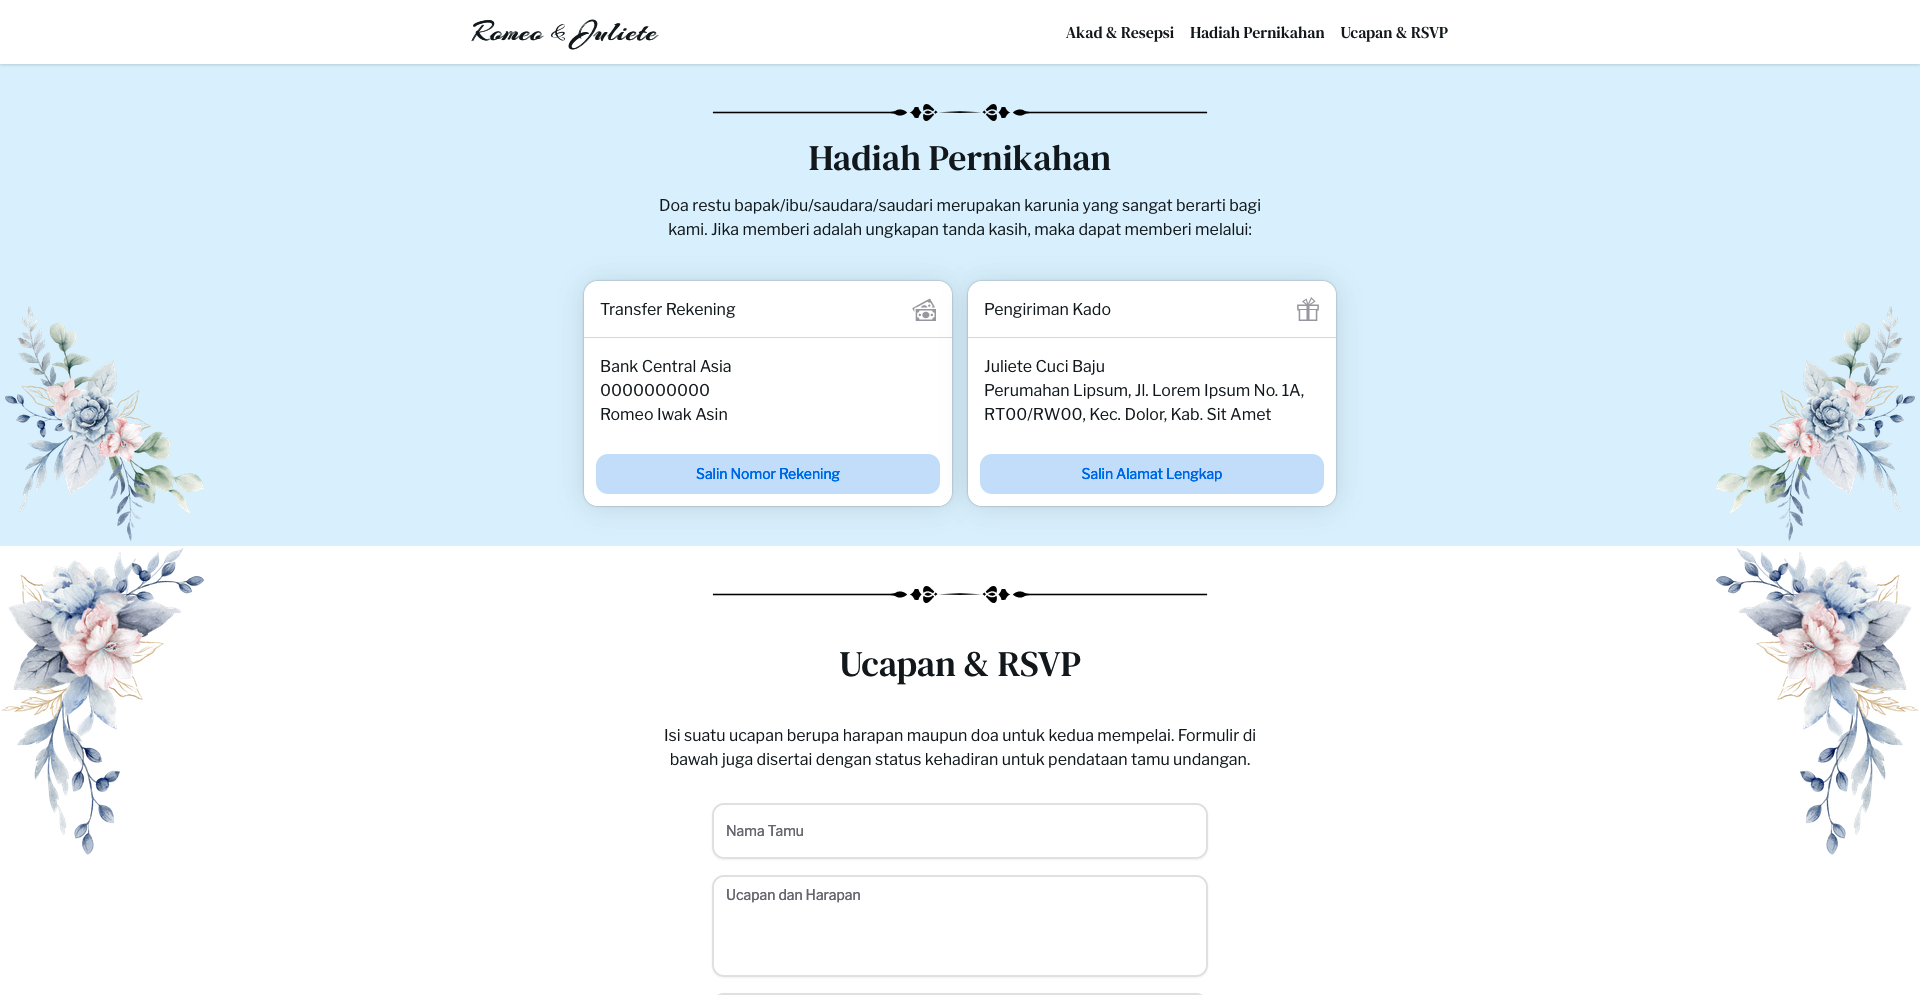 Romeo & Juliete
Akad & Resepsi
Hadiah Pernikahan
Ucapan & RSVP
Hadiah Pernikahan
Doa restu bapak/ibu/saudara/saudari merupakan karunia yang sangat berarti bagi
kami. Jika memberi adalah ungkapan tanda kasih, maka dapat memberi melalui:
Transfer Rekening
Bank Central Asia
0000000000
Romeo Iwak Asin
Salin Nomor Rekening
Pengiriman Kado
Juliete Cuci Baju
Perumahan Lipsum, Jl. Lorem Ipsum No. 1A,
RT00/RW00, Kec. Dolor, Kab. Sit Amet
Salin Alamat Lengkap
Ucapan & RSVP
Isi suatu ucapan berupa harapan maupun doa untuk kedua mempelai. Formulir di
bawah juga disertai dengan status kehadiran untuk pendataan tamu undangan.
Nama Tamu
Ucapan dan Harapan